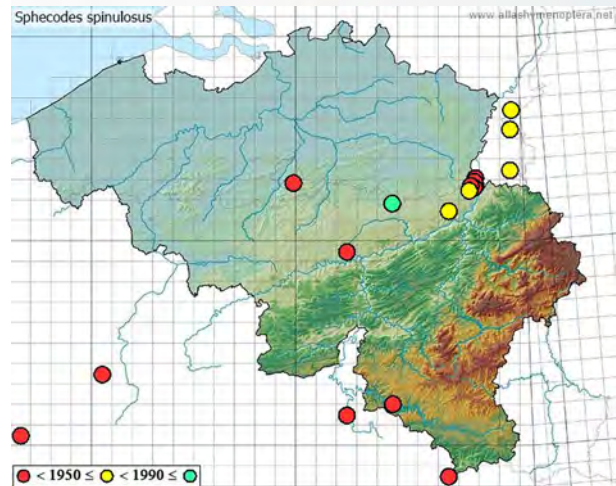 Sphecodes spinulosus
www.atlashymenoptera.net
< 1950 ≤ < 1990 ≤